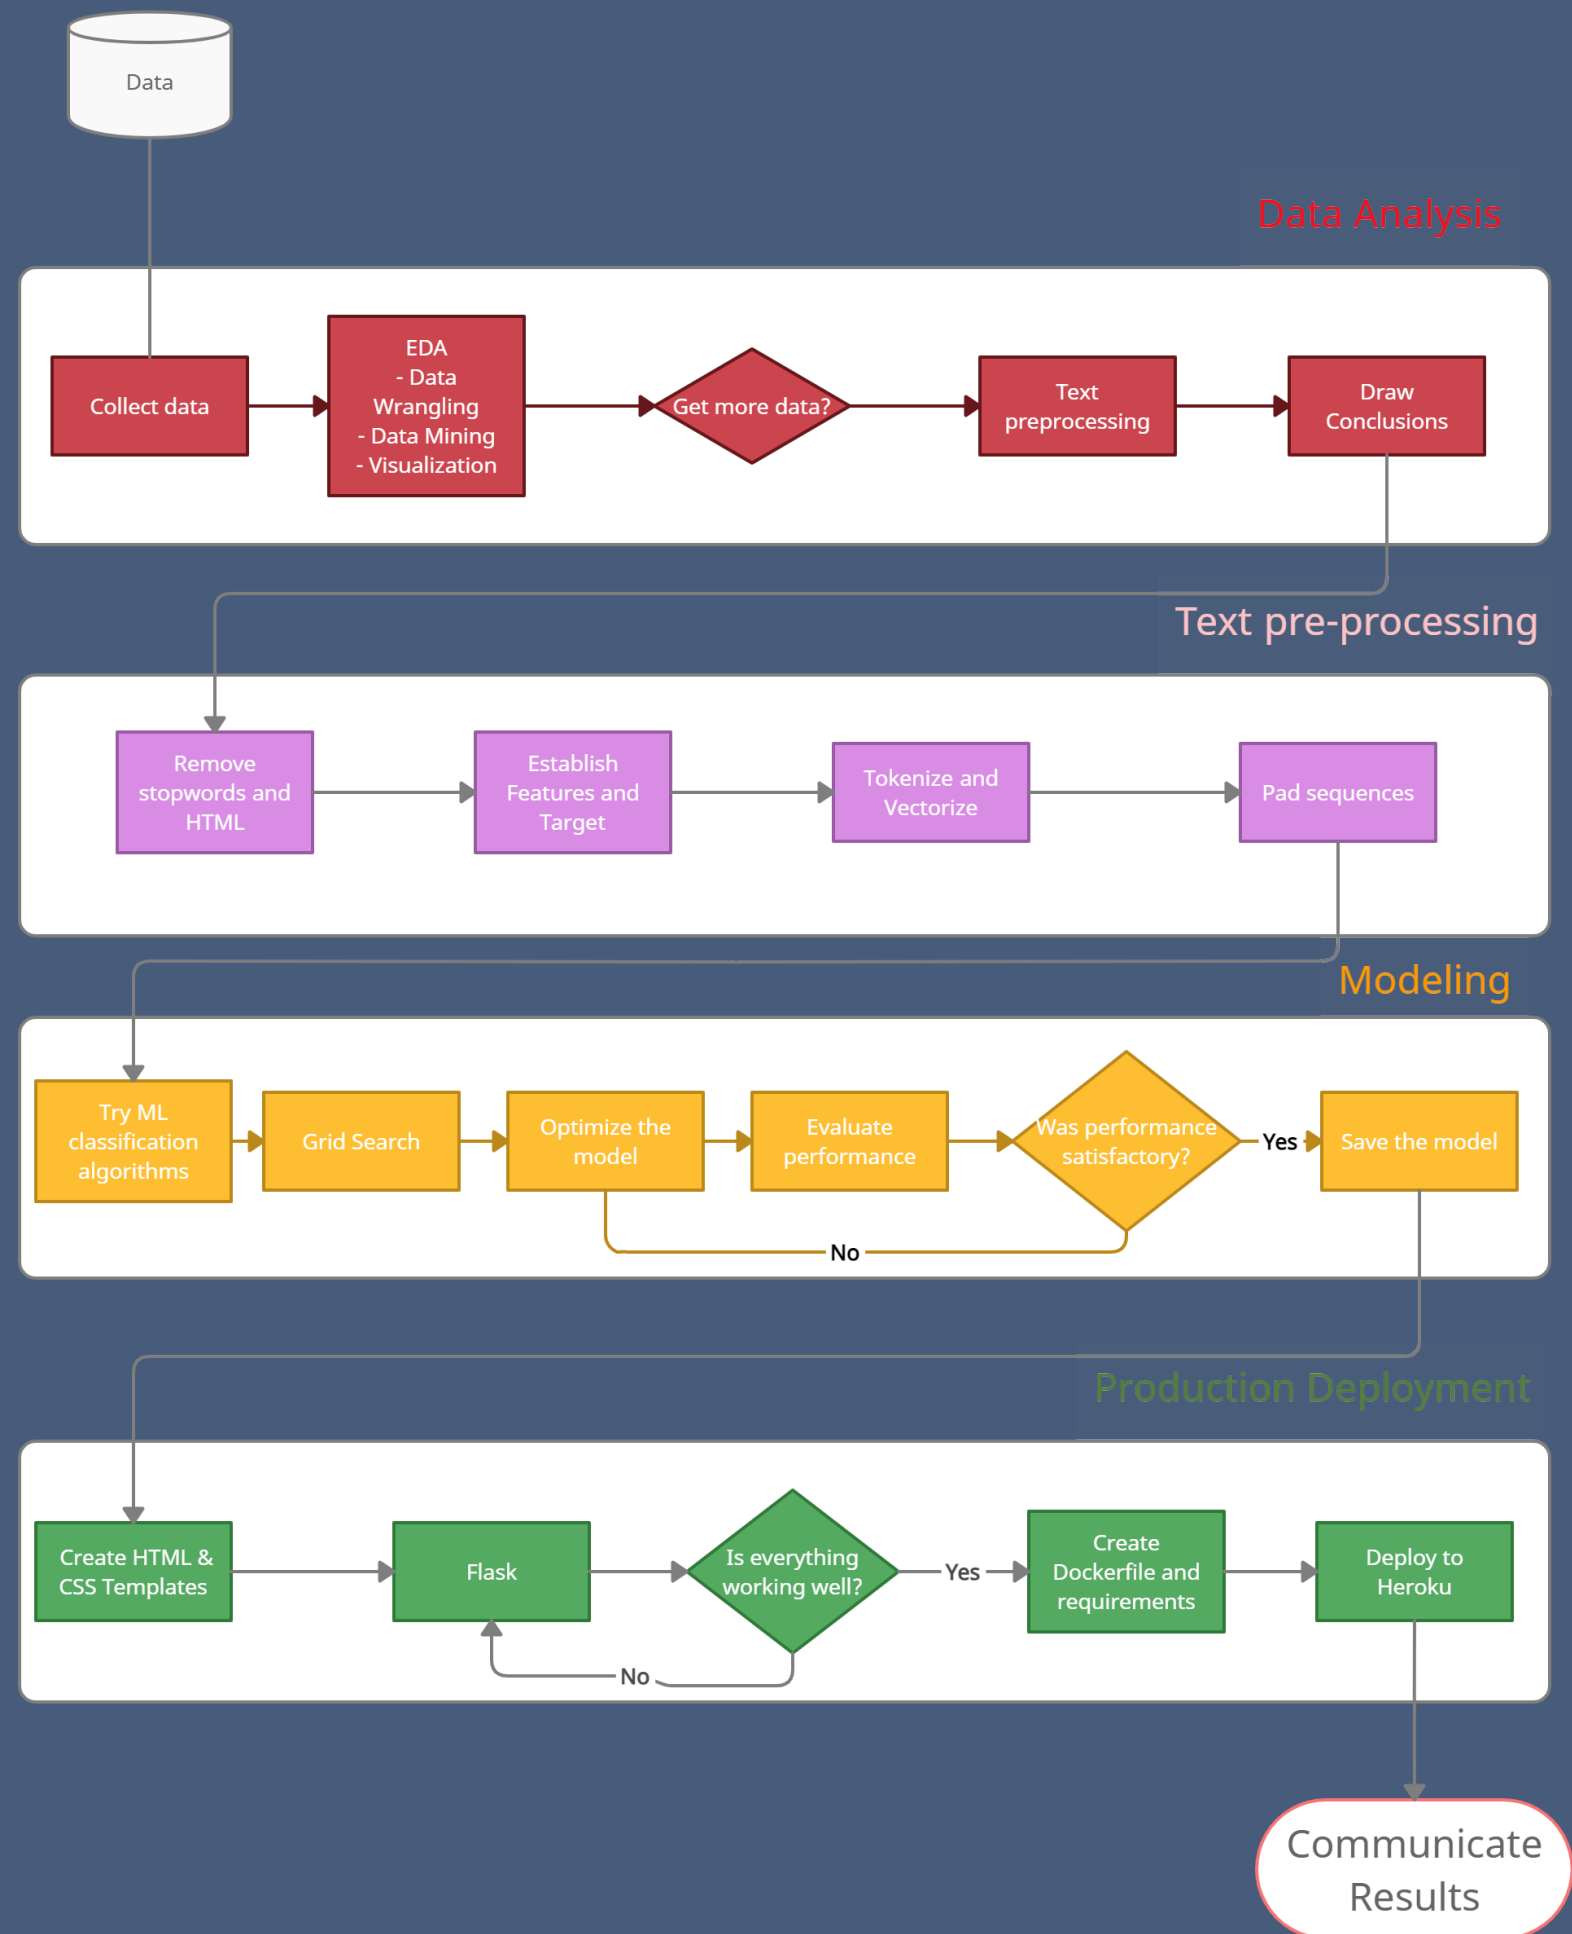 Data
Data Analysis
Collect data
EDA
- Data
Wrangling
- Data Mining
- Visualization
Get more data?
Text
preprocessing
Draw
Conclusions
Text pre-processing
Remove
stopwords and
HTML
Establish
Features and
Target
Tokenize and
Vectorize
Pad sequences
Modeling
Try ML
classification
algorithms
Grid Search
Optimize the
model
Evaluate
performance
Was performance
satisfactory?
Yes
Save the model
No
Production Deployment
Create HTML &
CSS Templates
Flask
Is everything
working well?
Yes
Create
Dockerfile and
requirements
Deploy to
Heroku
No
Communicate
Results